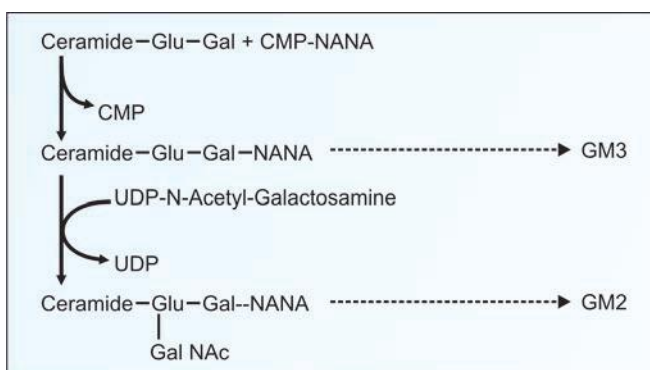 Ceramide–Glu–Gal + CMP-NANA
CMP
Ceramide–Glu–Gal–NANA GM3
UDP-N-Acetyl-Galactosamine
UDP
Ceramide–Glu–Gal--NANA GM2
Gal NAc